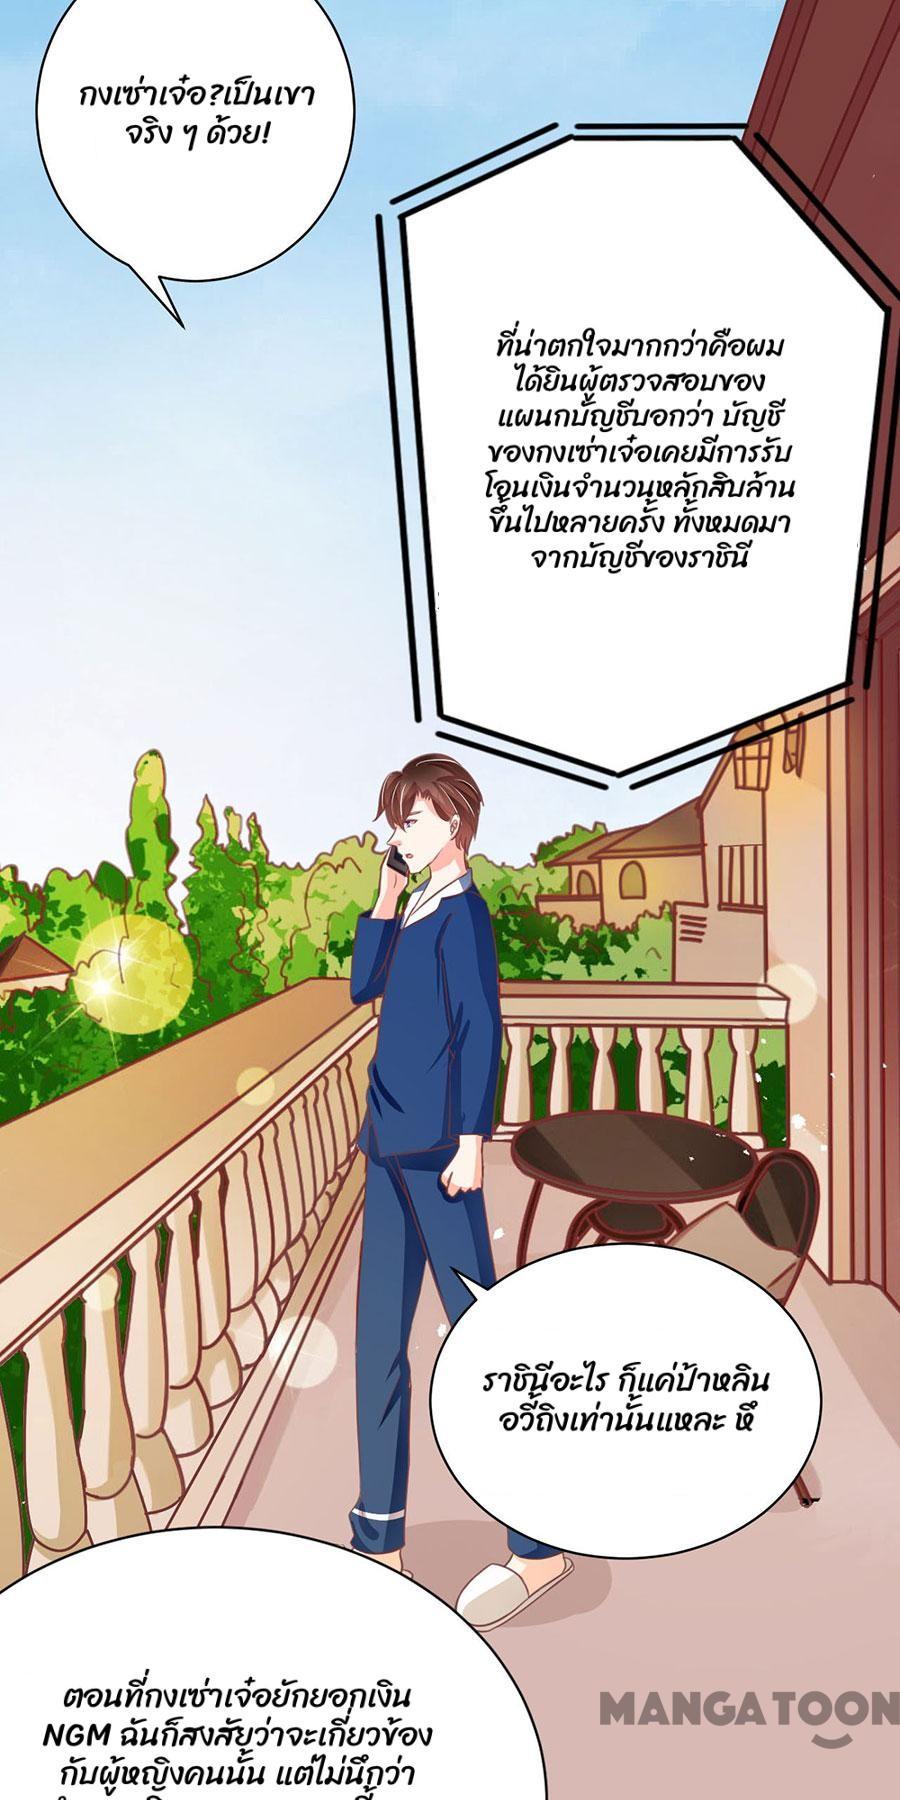 กงเซ่าเจ๋อ?เป็นเขา
จริง ๆ ด้วย!
ที่น่าตกใจมากกว่าคือผม
ได้ยินผู้ตรวจสอบของ
แผนกบัญชีบอกว่า บัญชี
ของกงเซ่าเจ๋อเคยมีการรับ
โอนเงินจำนวนหลักสิบล้าน
ขึ้นไปหลายครั้ง ทั้งหมดมา
จากบัญชีของราชินี
ราชินีอะไร ก็แค่ป้าหลิน
อวี้ถิงเท่านั้นแหละ หึ
ตอนที่กงเซ่าเจ๋อยักยอกเงิน
NGM ฉันก็สงสัยว่าจะเกี่ยวข้อง
กับผู้หญิงคนนั้น แต่ไม่นึกว่า
MANGATOON